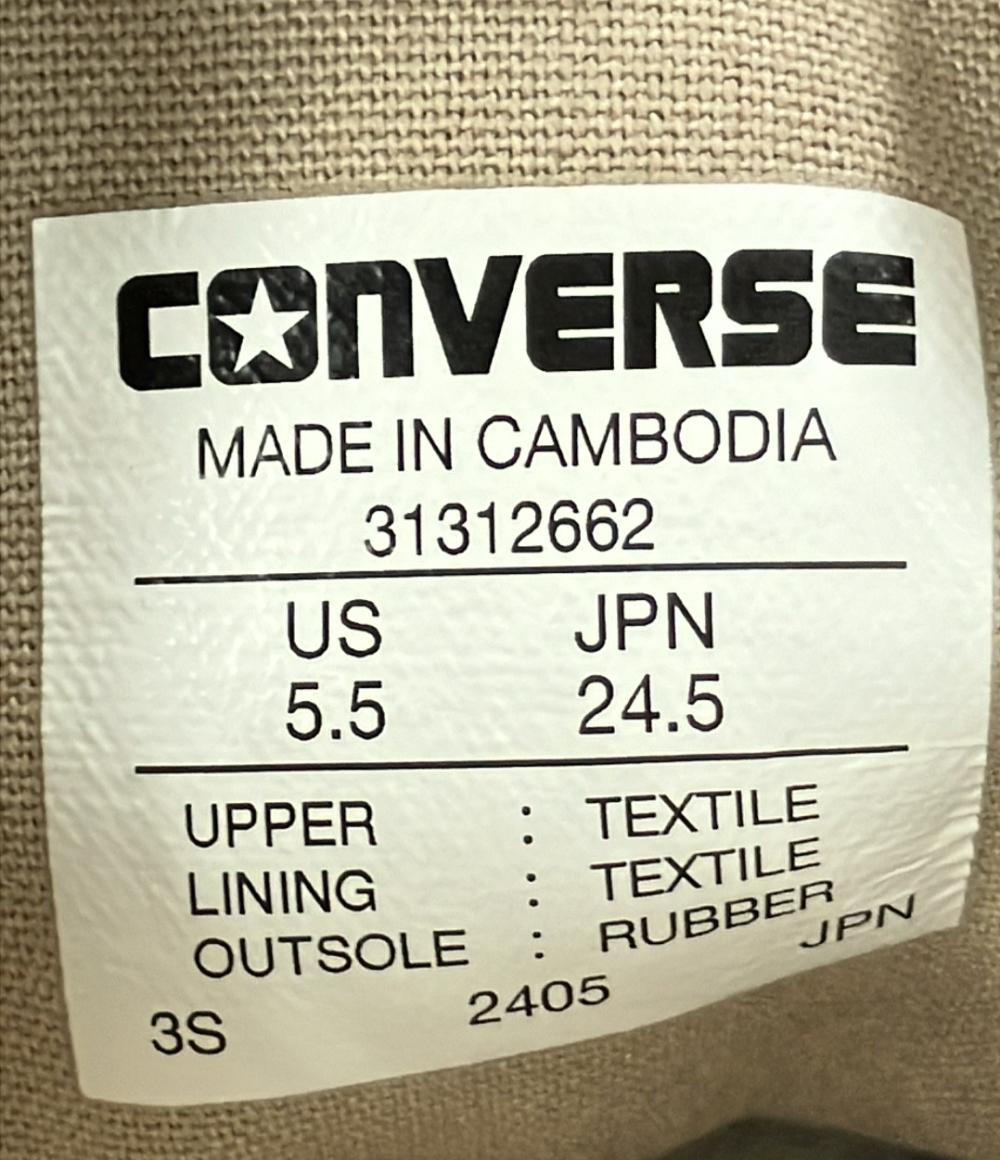 CONVERSE
MADE IN CAMBODIA
31312662
US JPN
5.5 24.5
UPPER : TEXTILE
LINING : TEXTILE
OUTSOLE : RUBBER
3S 2405 JPN